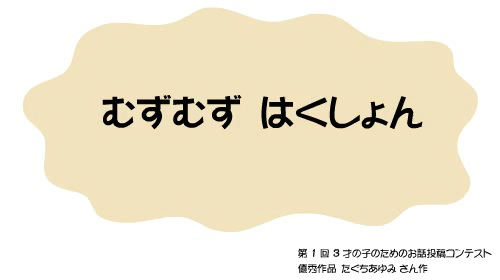 むずむず はくしょん
第 1 回 3 才の子のためのお話投稿コンテスト
優秀作品 たぐちあゆみ さん作